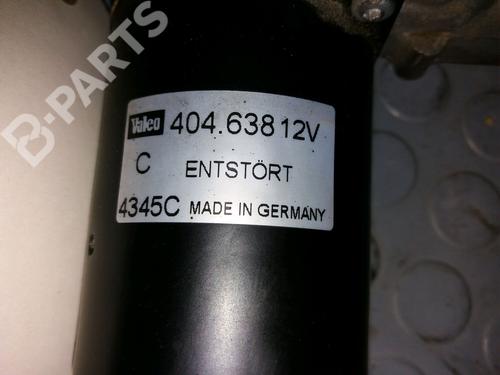 B-PARTS
Valeo 404.638 12V
C ENTSTÖRT
4345C MADE IN GERMANY